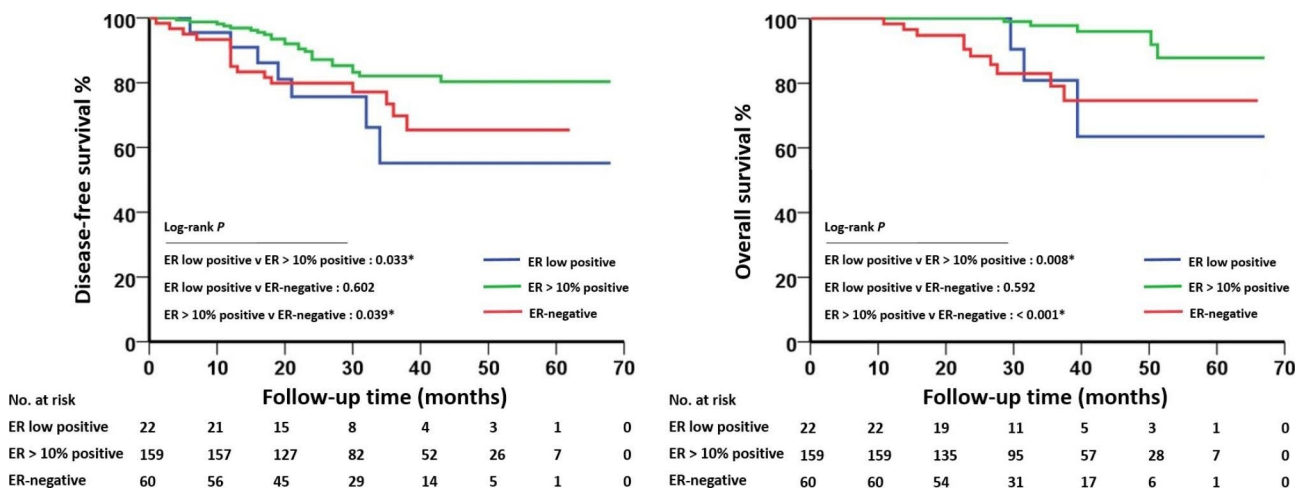 Disease-free survival %
100
80
60
40
20
0
Log-rank P
ER low positive v ER > 10% positive : 0.033*
ER low positive v ER-negative : 0.602
ER > 10% positive v ER-negative : 0.039*
ER low positive
ER > 10% positive
ER-negative
0 10 20 30 40 50 60 70
Follow-up time (months)
No. at risk
ER low positive 22 21 15 8 4 3 1 0
ER > 10% positive 159 157 127 82 52 26 7 0
ER-negative 60 56 45 29 14 5 1 0
Overall survival %
100
80
60
40
20
0
Log-rank P
ER low positive v ER > 10% positive : 0.008*
ER low positive v ER-negative : 0.592
ER > 10% positive v ER-negative : < 0.001*
ER low positive
ER > 10% positive
ER-negative
0 10 20 30 40 50 60 70
Follow-up time (months)
No. at risk
ER low positive 22 22 19 11 5 3 1 0
ER > 10% positive 159 159 135 95 57 28 7 0
ER-negative 60 60 54 31 17 6 1 0